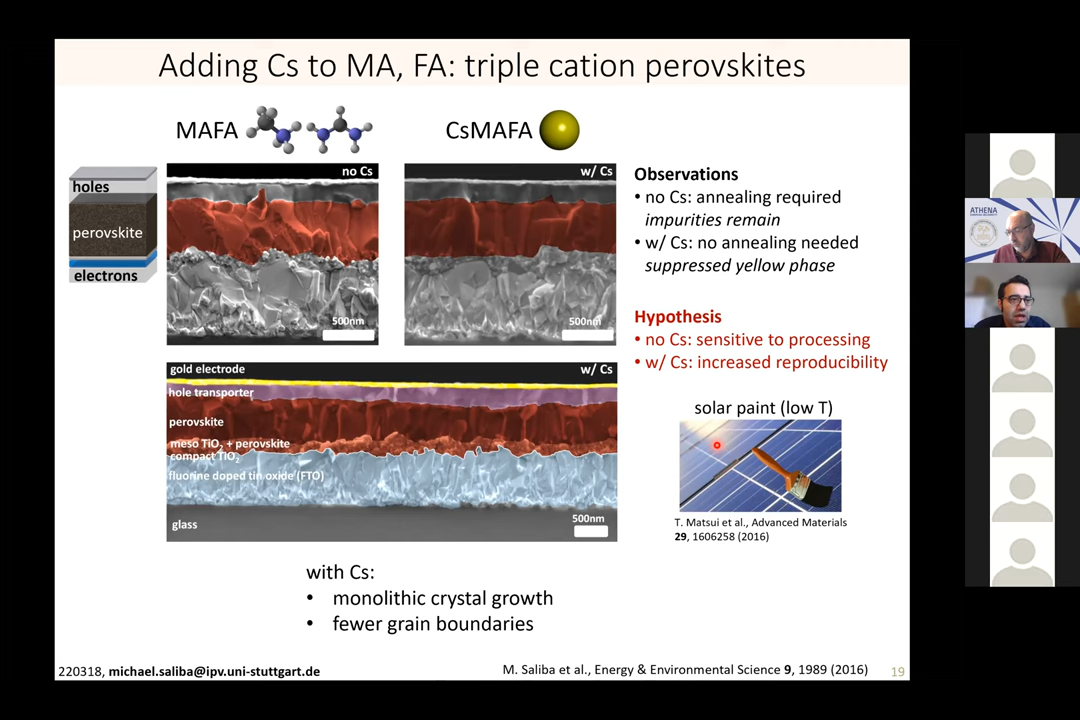 Adding Cs to MA, FA: triple cation perovskites
MAFA
CsMAFA
holes
perovskite
electrons
no Cs
500nm
w/ Cs
500nm
Observations
• no Cs: annealing required
impurities remain
• w/ Cs: no annealing needed
suppressed yellow phase
Hypothesis
• no Cs: sensitive to processing
• w/ Cs: increased reproducibility
gold electrode
w/ Cs
hole transporter
perovskite
meso TiO2 + perovskite
compact TiO2
fluorine doped tin oxide (FTO)
glass
500nm
solar paint (low T)
T. Matsui et al., Advanced Materials
29, 1606258 (2016)
with Cs:
• monolithic crystal growth
• fewer grain boundaries
220318, michael.saliba@ipv.uni-stuttgart.de
M. Saliba et al., Energy & Environmental Science 9, 1989 (2016)
19
ATHENA